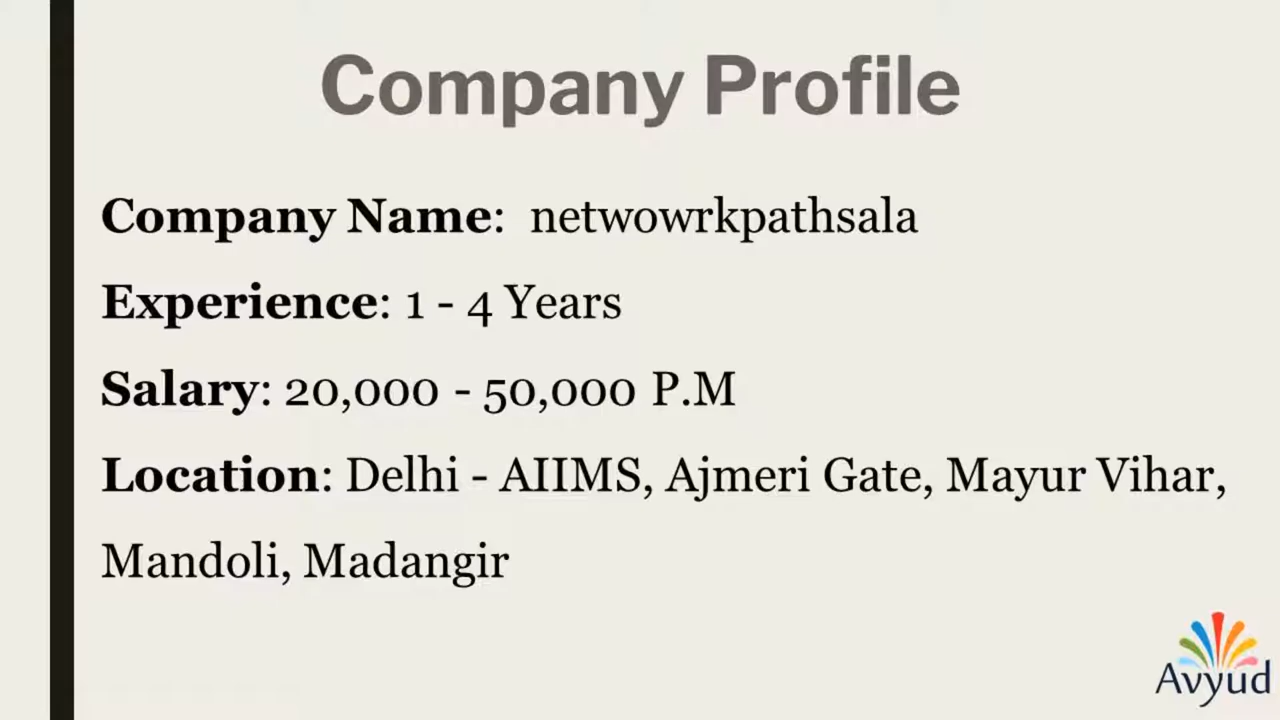 Company Profile
Company Name:  netwowrkpathsala
Experience: 1 - 4 Years
Salary: 20,000 - 50,000 P.M
Location: Delhi - AIIMS, Ajmeri Gate, Mayur Vihar,
Mandoli, Madangir
Avyud